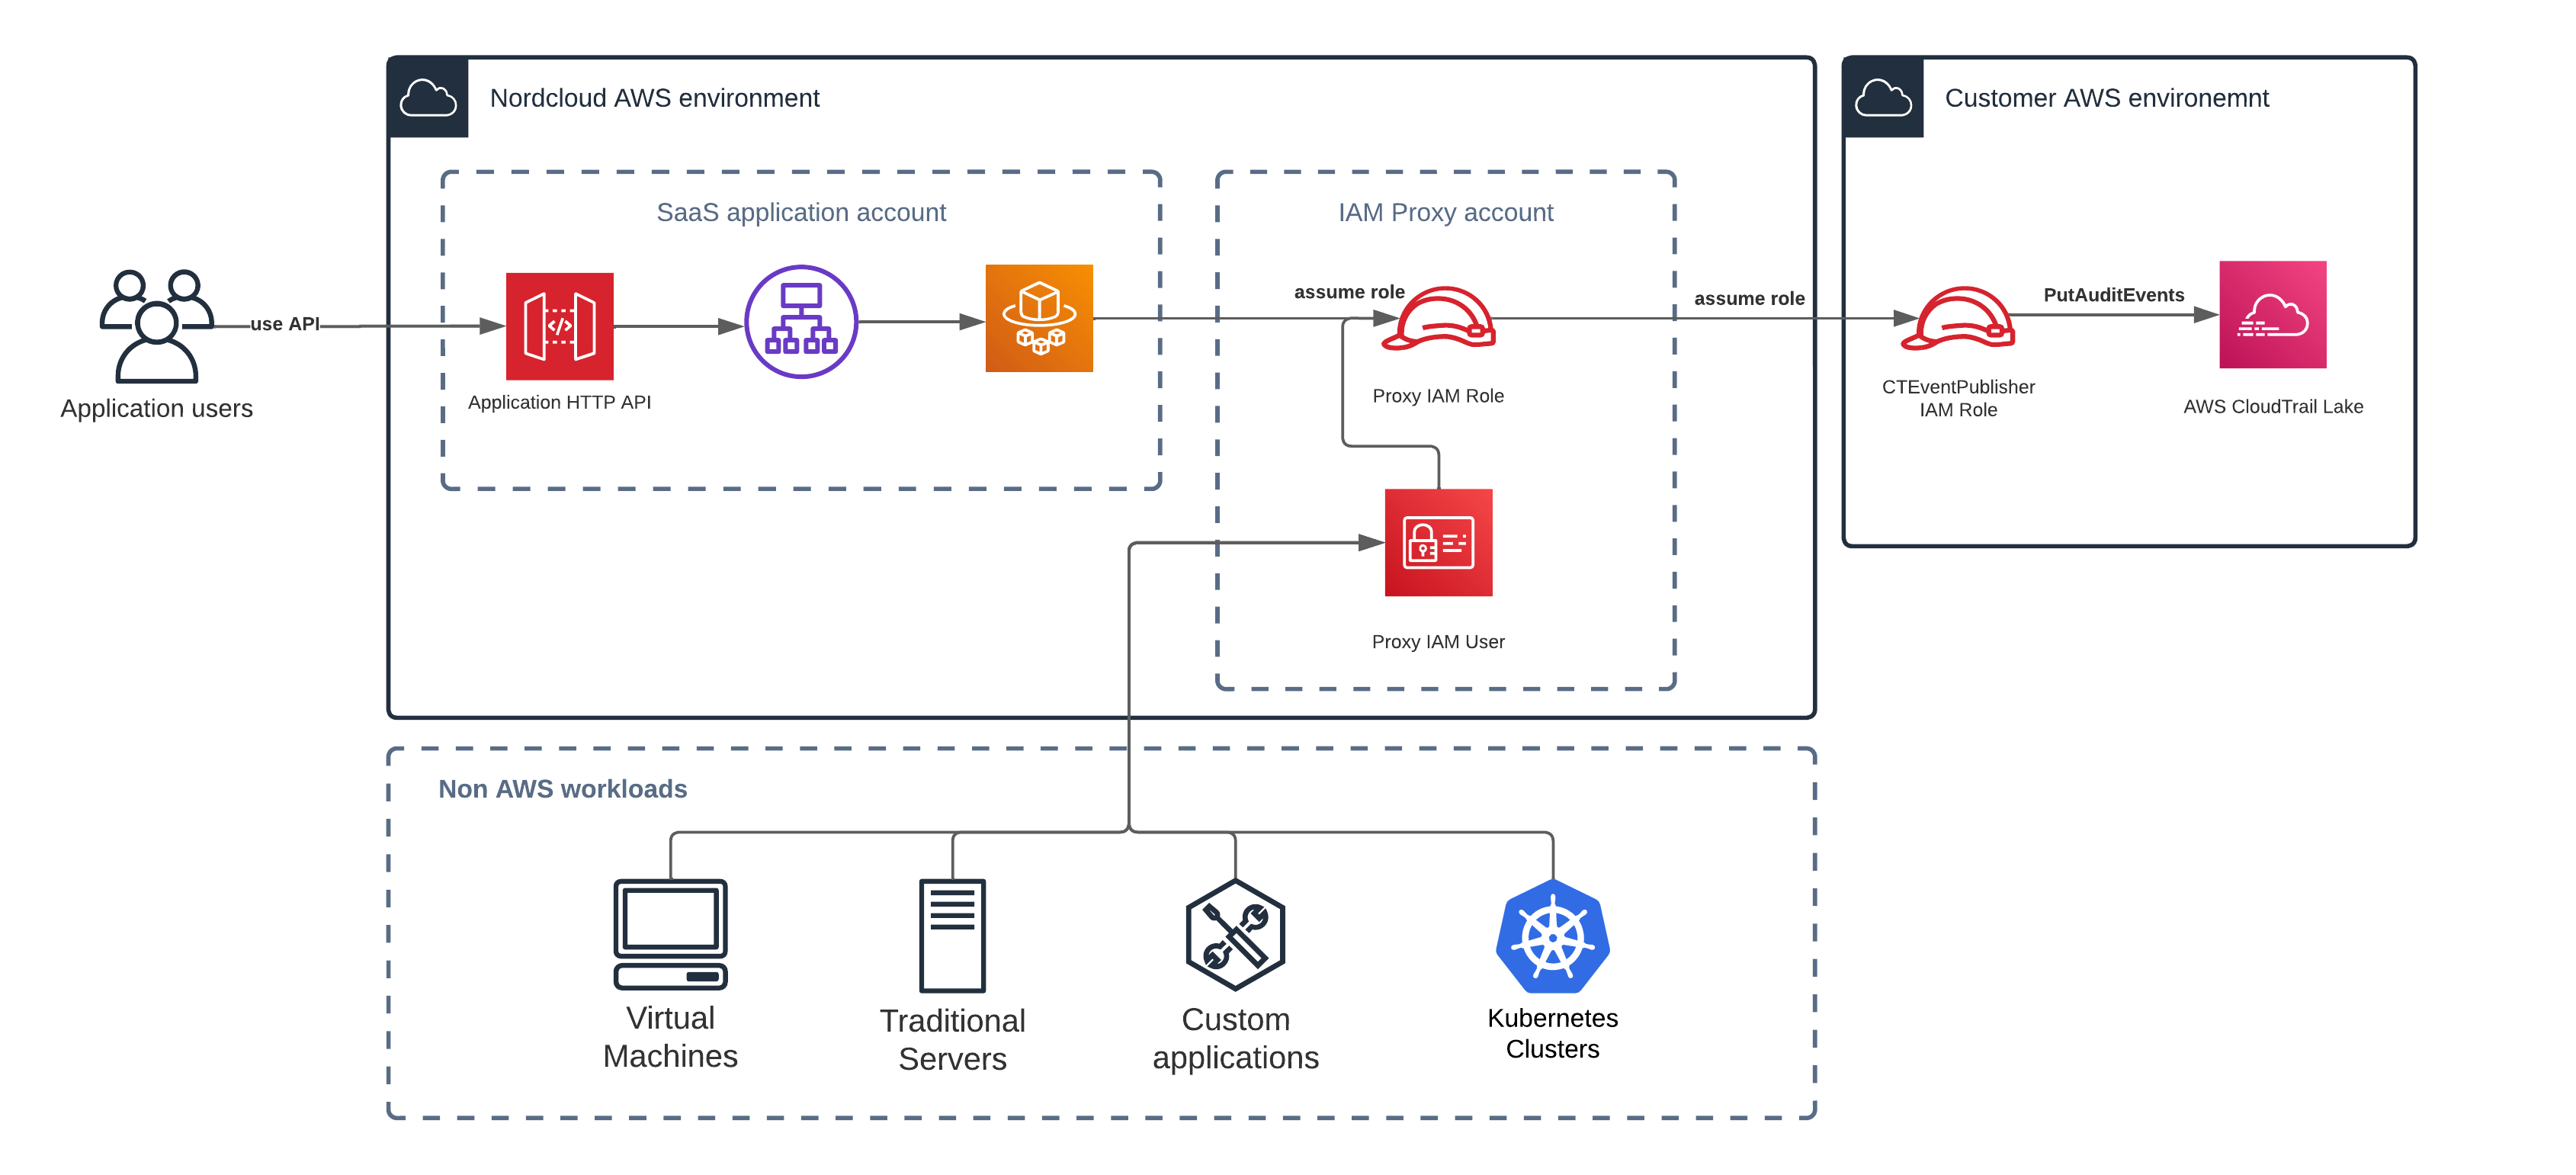 Nordcloud AWS environment
Customer AWS environemnt
SaaS application account
IAM Proxy account
use API
Application users
Application HTTP API
assume role
Proxy IAM Role
assume role
CTEventPublisher
IAM Role
PutAuditEvents
AWS CloudTrail Lake
Proxy IAM User
Non AWS workloads
Virtual
Machines
Traditional
Servers
Custom
applications
Kubernetes
Clusters